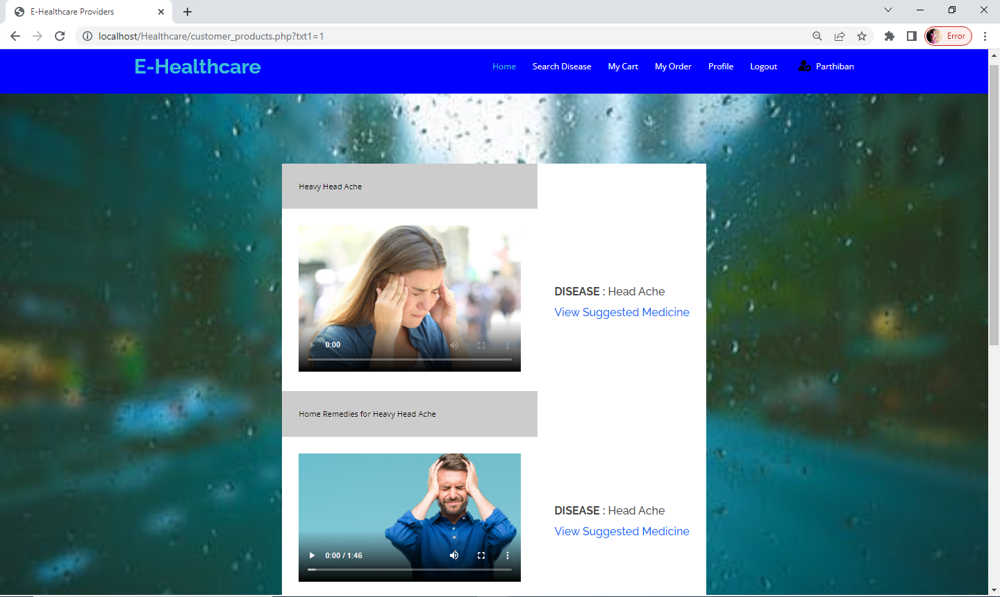 E-Healthcare Providers
localhost/Healthcare/customer_products.php?txt1=1
Error
E-Healthcare
Home Search Disease My Cart My Order Profile Logout Parthiban
Heavy Head Ache
0:00
DISEASE : Head Ache
View Suggested Medicine
Home Remedies for Heavy Head Ache
0:00 / 1:46
DISEASE : Head Ache
View Suggested Medicine